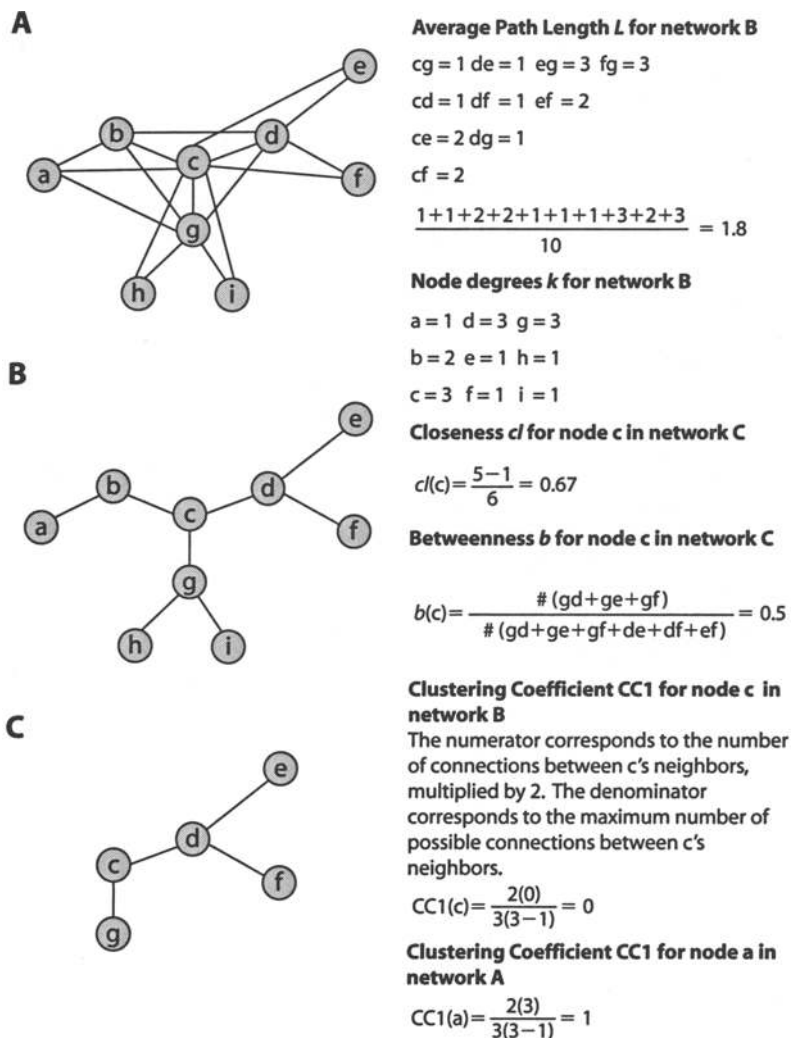 A
e
b
d
c
a
f
g
h
i
B
e
b
d
c
a
f
g
h
i
C
e
d
c
f
g
Average Path Length L for network B
cg = 1 de = 1 eg = 3 fg = 3
cd = 1 df = 1 ef = 2
ce = 2 dg = 1
cf = 2
1+1+2+2+1+1+1+3+2+3
10
= 1.8
Node degrees k for network B
a = 1 d = 3 g = 3
b = 2 e = 1 h = 1
c = 3 f = 1 i = 1
Closeness cl for node c in network C
cl(c) = 5−1
6
= 0.67
Betweenness b for node c in network C
b(c) = # (gd+ge+gf)
# (gd+ge+gf+de+df+ef)
= 0.5
Clustering Coefficient CC1 for node c in
network B
The numerator corresponds to the number
of connections between c's neighbors,
multiplied by 2. The denominator
corresponds to the maximum number of
possible connections between c's
neighbors.
CC1(c) = 2(0)
3(3−1)
= 0
Clustering Coefficient CC1 for node a in
network A
CC1(a) = 2(3)
3(3−1)
= 1